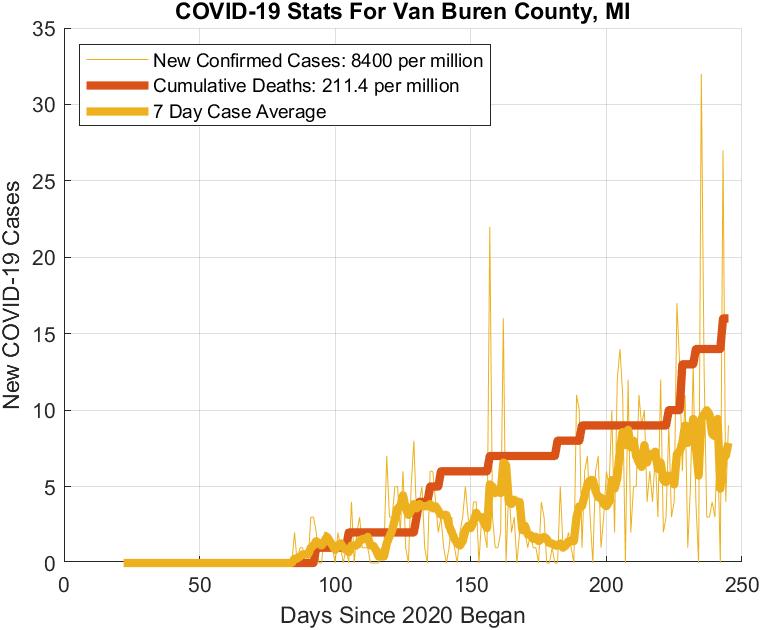 COVID-19 Stats For Van Buren County, MI
35
New Confirmed Cases: 8400 per million
Cumulative Deaths: 211.4 per million
7 Day Case Average
30
25
20
15
10
5
0
New COVID-19 Cases
0 50 100 150 200 250
Days Since 2020 Began